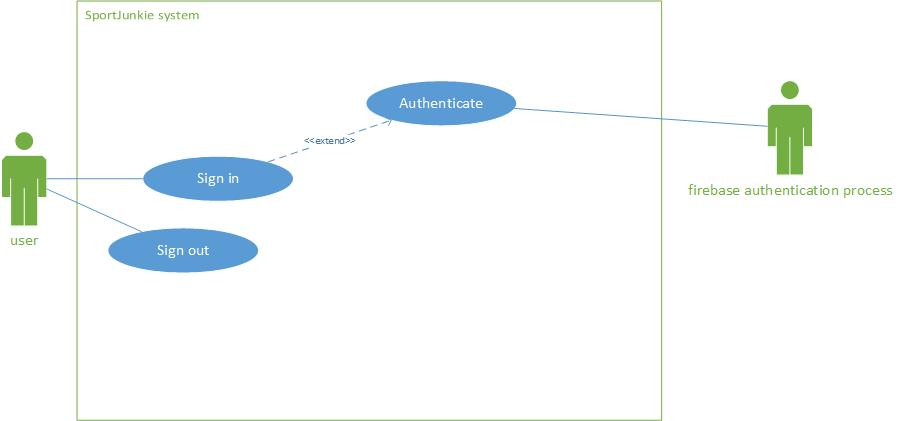 SportJunkie system
Authenticate
<<extend>>
Sign in
firebase authentication process
user
Sign out